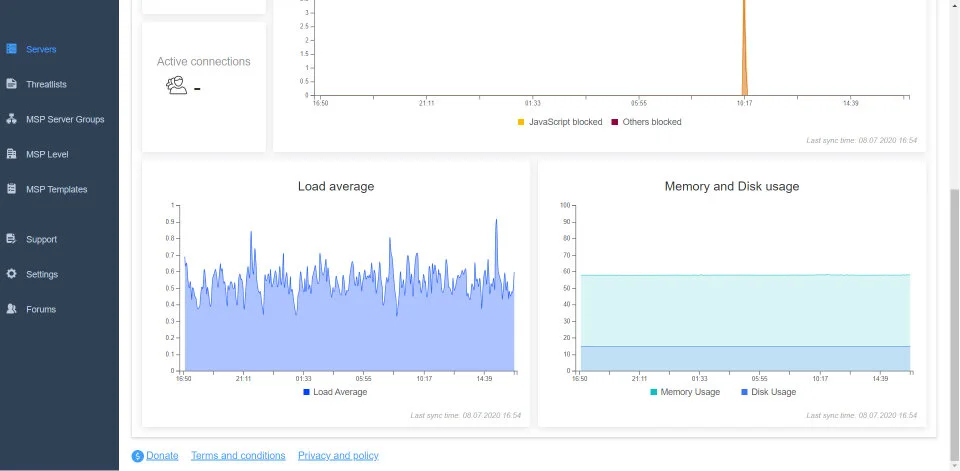 Servers
Threatlists
MSP Server Groups
MSP Level
MSP Templates
Support
Settings
Forums
Active connections
-
3.5
3
2.5
2
1.5
1
0.5
0
16:50 21:11 01:33 05:55 10:17 14:39
JavaScript blocked Others blocked
Last sync time: 08.07.2020 16:54
Load average
1
0.9
0.8
0.7
0.6
0.5
0.4
0.3
0.2
0.1
0
16:50 21:11 01:33 05:55 10:17 14:39
Load Average
Last sync time: 08.07.2020 16:54
Memory and Disk usage
100
90
80
70
60
50
40
30
20
10
0
16:50 21:11 01:33 05:55 10:17 14:39
Memory Usage Disk Usage
Last sync time: 08.07.2020 16:54
$ Donate Terms and conditions Privacy and policy